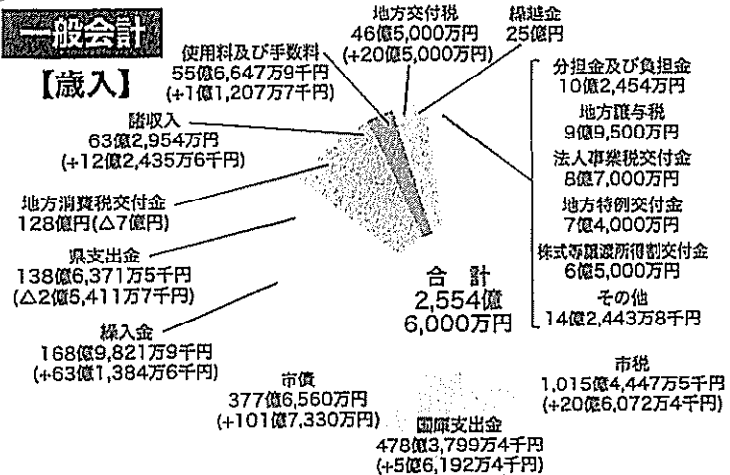 一般会計
【歳入】
地方交付税
46億5,000万円
(+20億5,000万円)
繰越金
25億円
使用料及び手数料
55億6,647万9千円
(+1億1,207万7千円)
諸収入
63億2,954万円
(+12億2,435万6千円)
地方消費税交付金
128億円(△7億円)
県支出金
138億6,371万5千円
(△2億5,411万7千円)
繰入金
168億9,821万9千円
(+63億1,384万6千円)
市債
377億6,560万円
(+101億7,330万円)
国庫支出金
478億3,799万4千円
(+5億6,192万4千円)
市税
1,015億4,447万5千円
(+20億6,072万4千円)
分担金及び負担金
10億2,454万円
地方譲与税
9億9,500万円
法人事業税交付金
8億7,000万円
地方特例交付金
7億4,000万円
株式等譲渡所得割交付金
6億5,000万円
その他
14億2,443万8千円
合計
2,554億
6,000万円